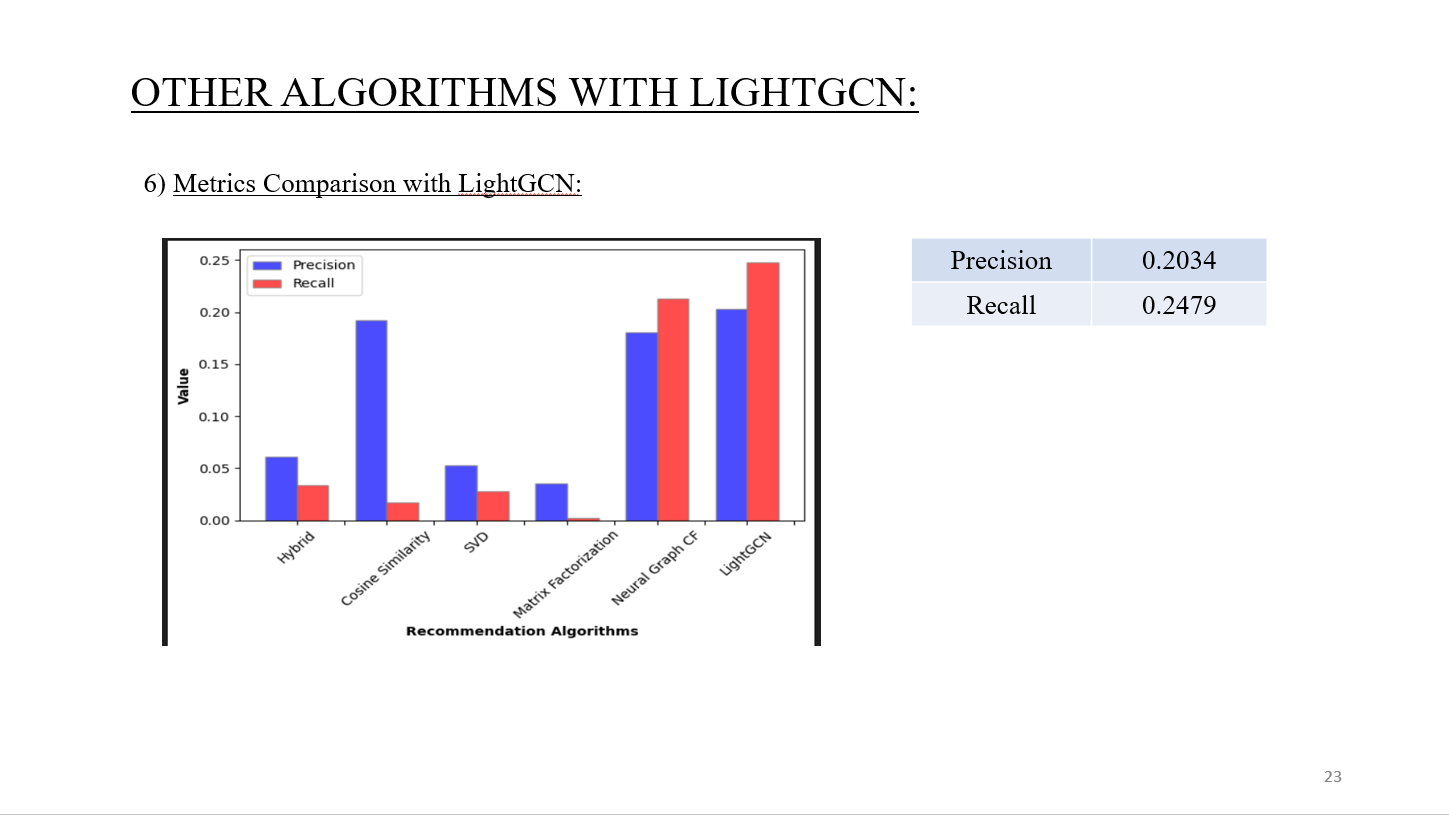 OTHER ALGORITHMS WITH LIGHTGCN:
6) Metrics Comparison with LightGCN:
Precision
Recall
0.25
0.20
0.15
0.10
0.05
0.00
Value
Hybrid
Cosine Similarity
SVD
Matrix Factorization
Neural Graph CF
LightGCN
Recommendation Algorithms
Precision 0.2034
Recall 0.2479
23